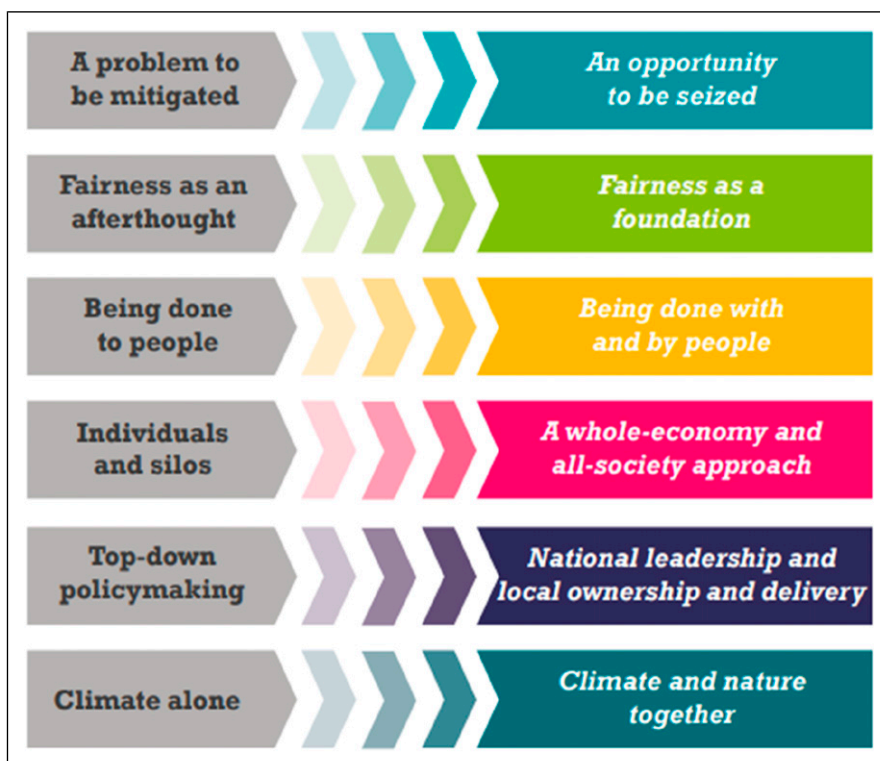 A problem to
be mitigated
An opportunity
to be seized
Fairness as an
afterthought
Fairness as a
foundation
Being done
to people
Being done with
and by people
Individuals
and silos
A whole-economy and
all-society approach
Top-down
policymaking
National leadership and
local ownership and delivery
Climate alone
Climate and nature
together